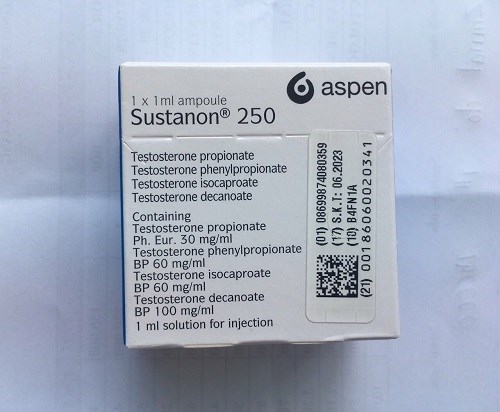 aspen
1 x 1ml ampoule
Sustanon® 250
Testosterone propionate
Testosterone phenylpropionate
Testosterone isocaproate
Testosterone decanoate
Containing
Testosterone propionate
Ph. Eur. 30 mg/ml
Testosterone phenylpropionate
BP 60 mg/ml
Testosterone isocaproate
BP 60 mg/ml
Testosterone decanoate
BP 100 mg/ml
1 ml solution for injection
(01) 08699874080359
(17) S.K.T: 06.2023
(10) B4FN1A
(21) 00186060020341